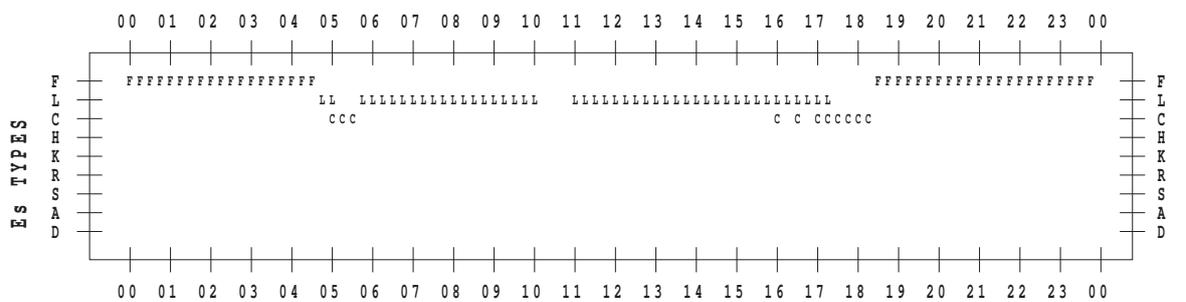 00 01 02 03 04 05 06 07 08 09 10 11 12 13 14 15 16 17 18 19 20 21 22 23 00
Es TYPES
F FFFFFFFFFFFFFFFFFFF FFFFFFFFFFFFFFFFFFFFFF F
L LL LLLLLLLLLLLLLLLLLL LLLLLLLLLLLLLLLLLLLLLLLLLL L
C CCC C C CCCCCC C
H H
K K
R R
S S
A A
D D
00 01 02 03 04 05 06 07 08 09 10 11 12 13 14 15 16 17 18 19 20 21 22 23 00